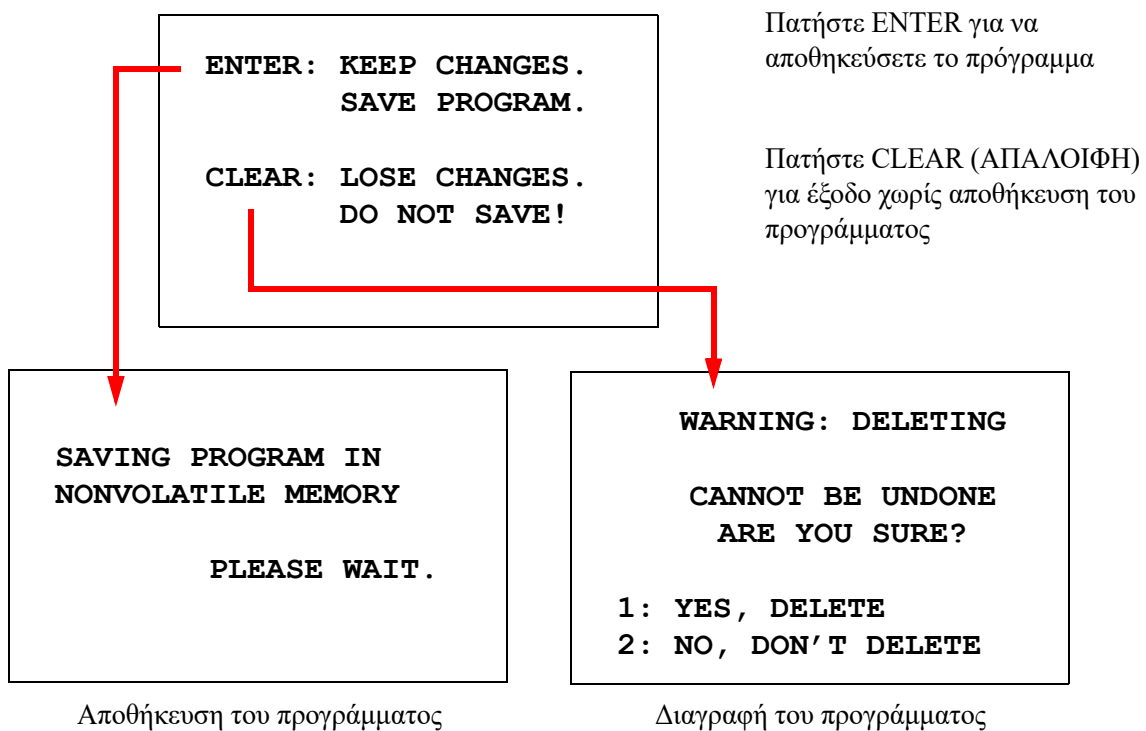 ENTER: KEEP CHANGES.
SAVE PROGRAM.
CLEAR: LOSE CHANGES.
DO NOT SAVE!
Πατήστε ENTER για να
αποθηκεύσετε το πρόγραμμα
Πατήστε CLEAR (ΑΠΑΛΟΙΦΗ)
για έξοδο χωρίς αποθήκευση του
προγράμματος
SAVING PROGRAM IN
NONVOLATILE MEMORY
PLEASE WAIT.
Αποθήκευση του προγράμματος
WARNING: DELETING
CANNOT BE UNDONE
ARE YOU SURE?
1: YES, DELETE
2: NO, DON’T DELETE
Διαγραφή του προγράμματος